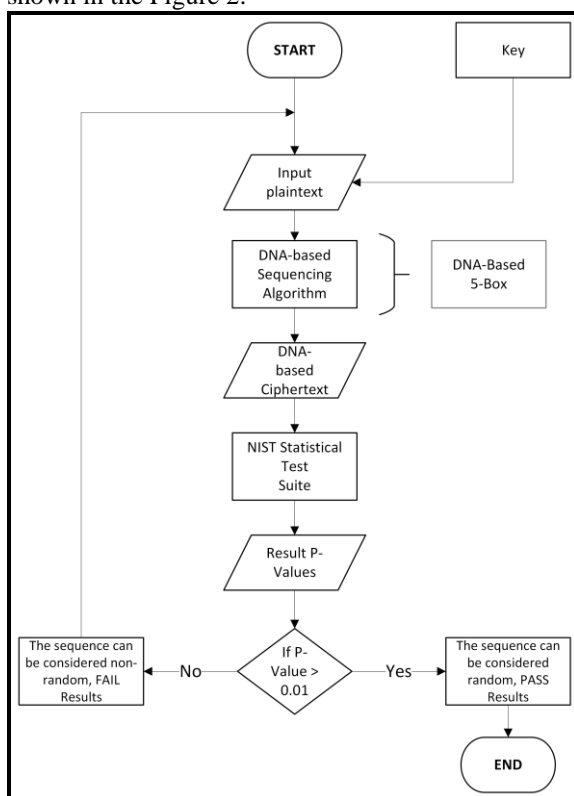 shown in the Figure 2.
START
Key
Input
plaintext
DNA-based
Sequencing
Algorithm
DNA-Based
5-Box
DNA-
based
Ciphertext
NIST Statistical
Test
Suite
Result P-
Values
The sequence can
be considered non-
random, FAIL
Results
No
If P-
Value >
0.01
Yes
The sequence can
be considered
random, PASS
Results
END